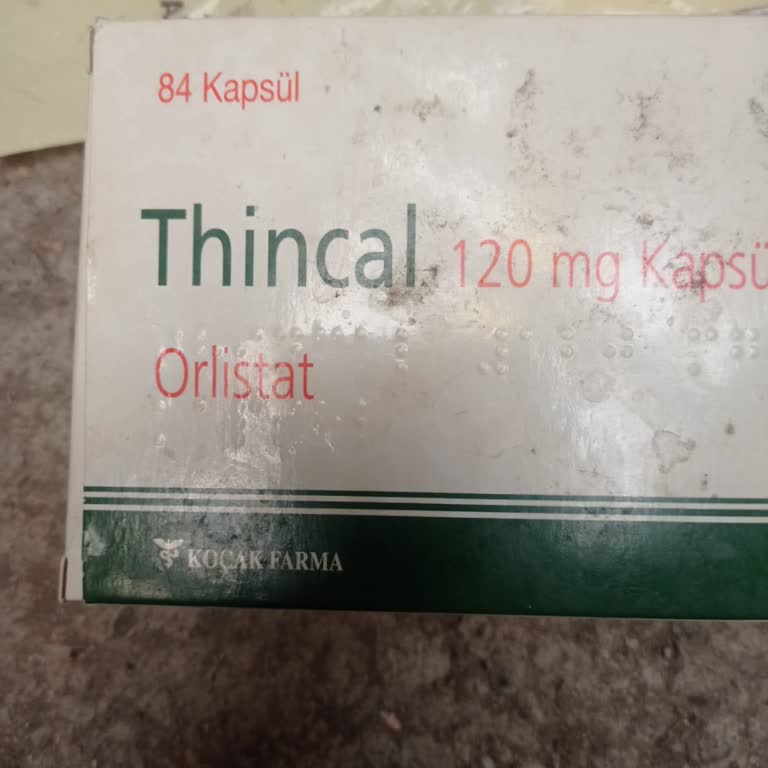 84 Kapsül
Thincal 120 mg Kapsü
Orlistat
KOÇAK FARMA